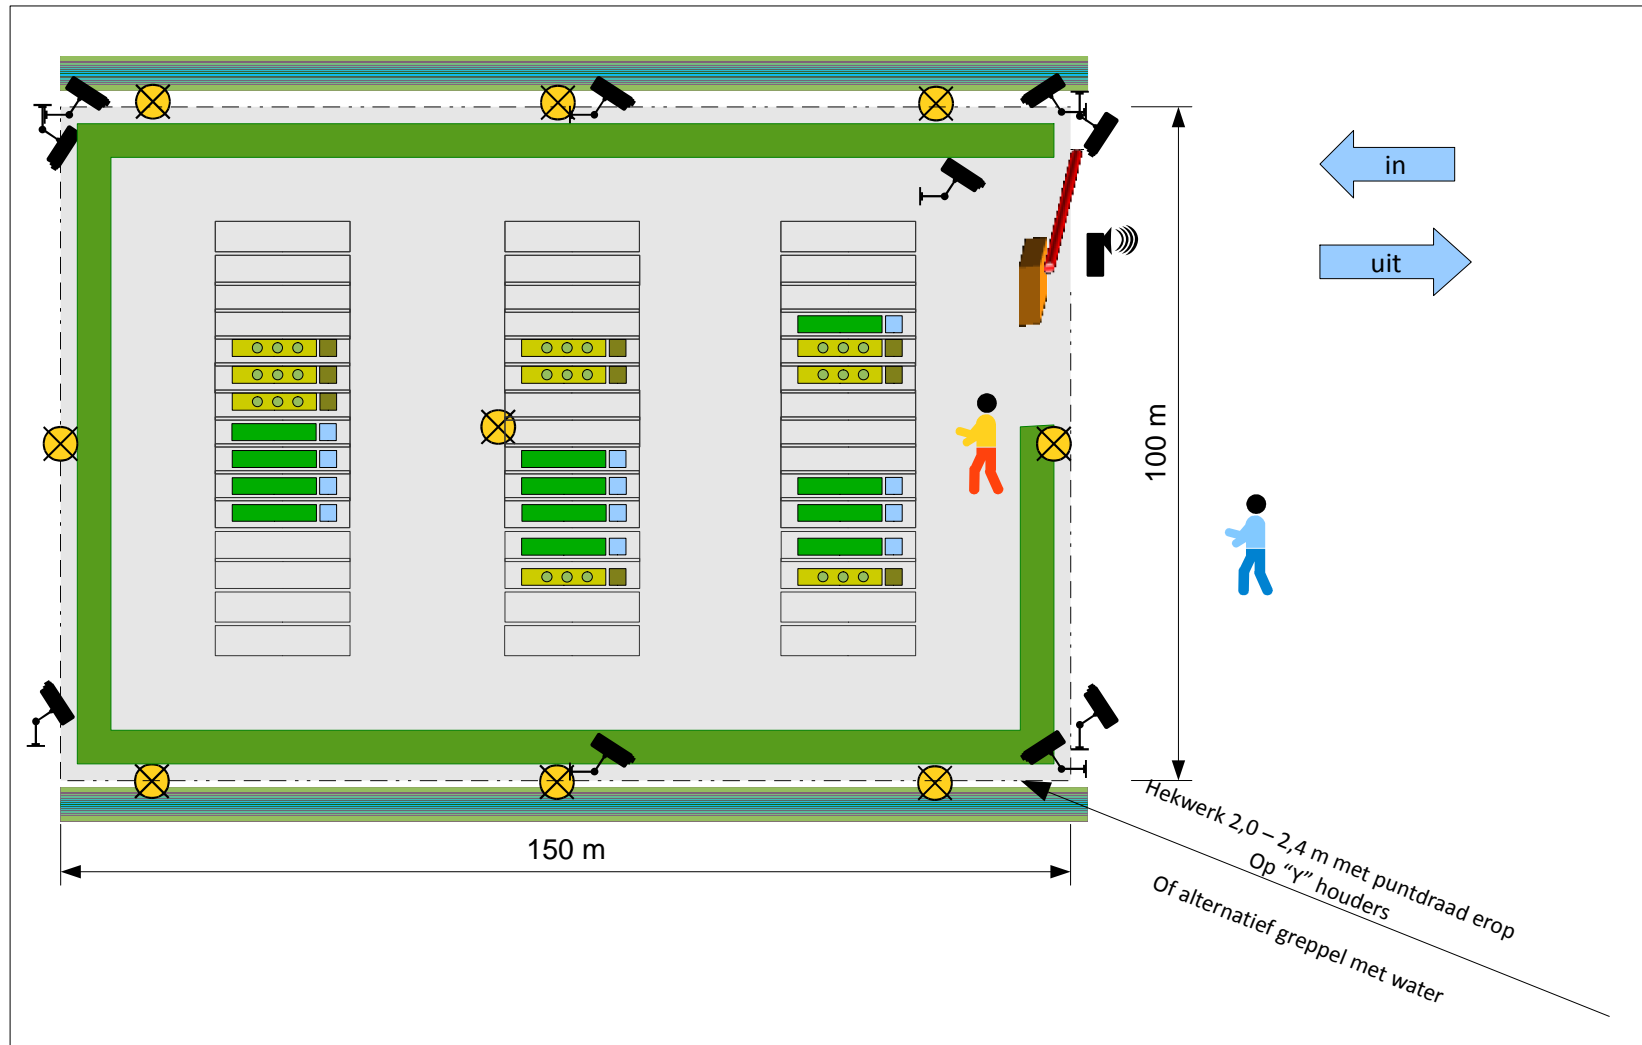 in
uit
100 m
150 m
Hekwerk 2,0 – 2,4 m met puntdraad erop
Op “Y” houders
Of alternatief greppel met water